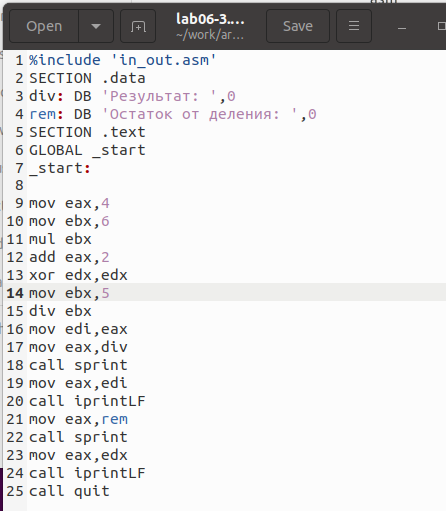 Open
lab06-3....
~/work/ar...
Save
1 %include 'in_out.asm'
2 SECTION .data
3 div: DB 'Результат: ',0
4 rem: DB 'Остаток от деления: ',0
5 SECTION .text
6 GLOBAL _start
7 _start:
8
9 mov eax,4
10 mov ebx,6
11 mul ebx
12 add eax,2
13 xor edx,edx
14 mov ebx,5
15 div ebx
16 mov edi,eax
17 mov eax,div
18 call sprint
19 mov eax,edi
20 call iprintLF
21 mov eax,rem
22 call sprint
23 mov eax,edx
24 call iprintLF
25 call quit